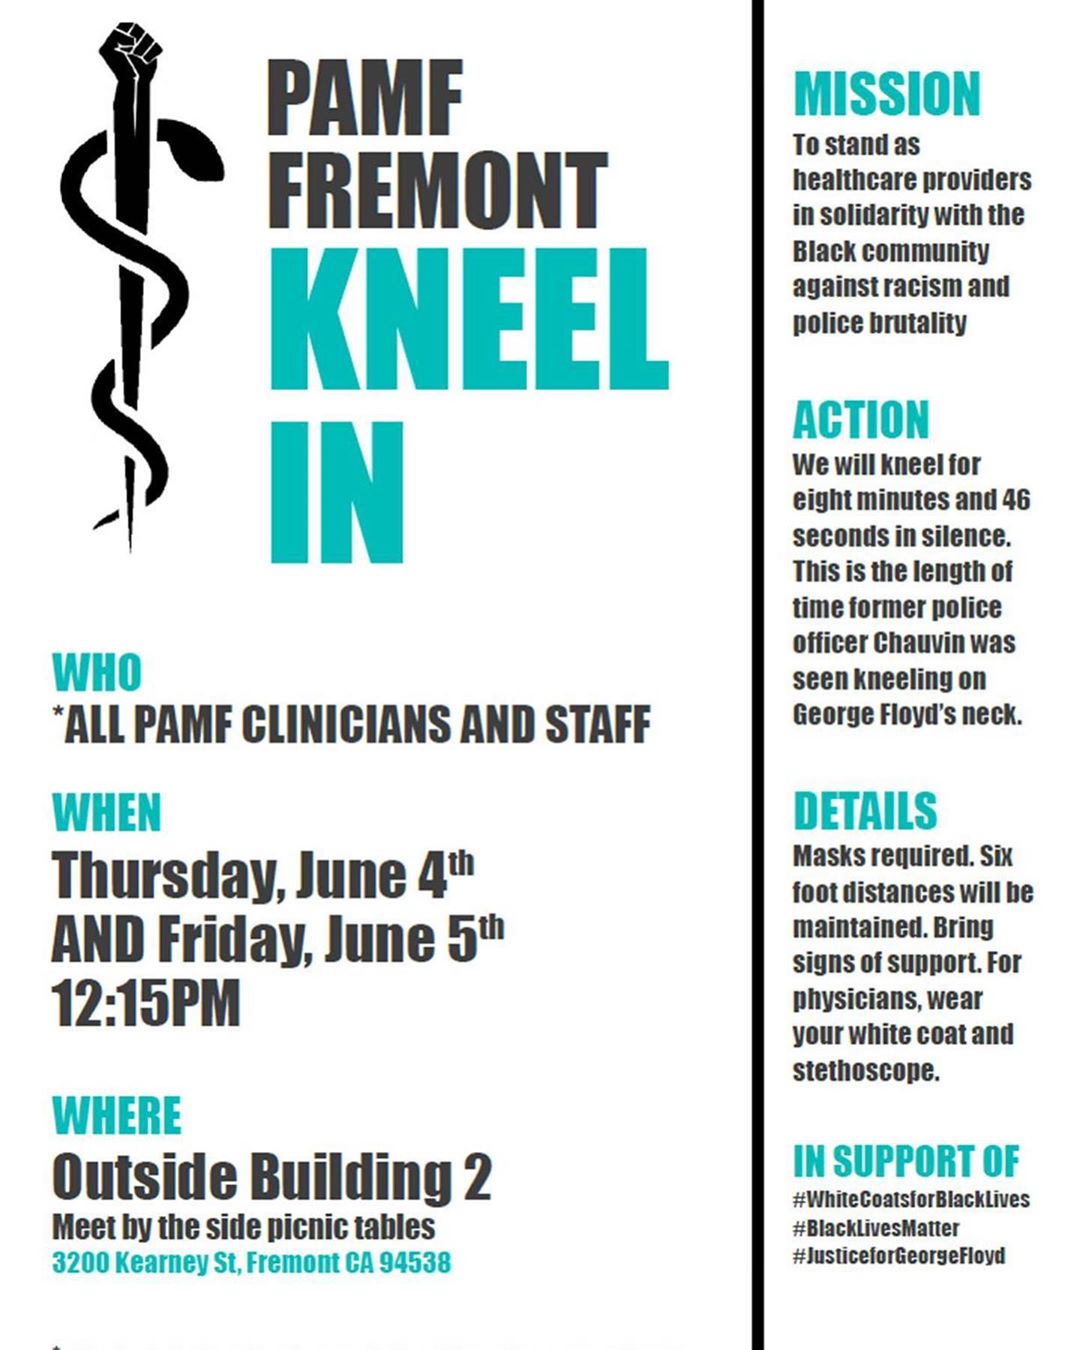 PAMF
FREMONT
KNEEL
IN
WHO
*ALL PAMF CLINICIANS AND STAFF
WHEN
Thursday, June 4th
AND Friday, June 5th
12:15PM
WHERE
Outside Building 2
Meet by the side picnic tables
3200 Kearney St, Fremont CA 94538
MISSION
To stand as
healthcare providers
in solidarity with the
Black community
against racism and
police brutality
ACTION
We will kneel for
eight minutes and 46
seconds in silence.
This is the length of
time former police
officer Chauvin was
seen kneeling on
George Floyd's neck.
DETAILS
Masks required. Six
foot distances will be
maintained. Bring
signs of support. For
physicians, wear
your white coat and
stethoscope.
IN SUPPORT OF
#WhiteCoatsforBlackLives
#BlackLivesMatter
#JusticeforGeorgeFloyd